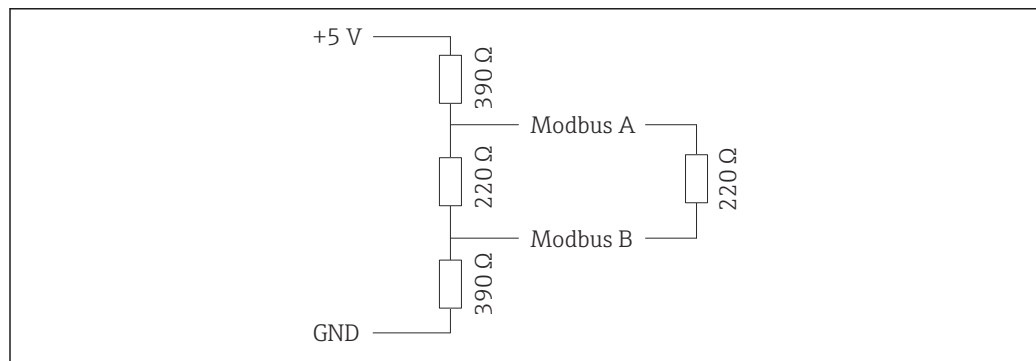 +5 V
390 Ω
Modbus A
220 Ω
220 Ω
Modbus B
390 Ω
GND